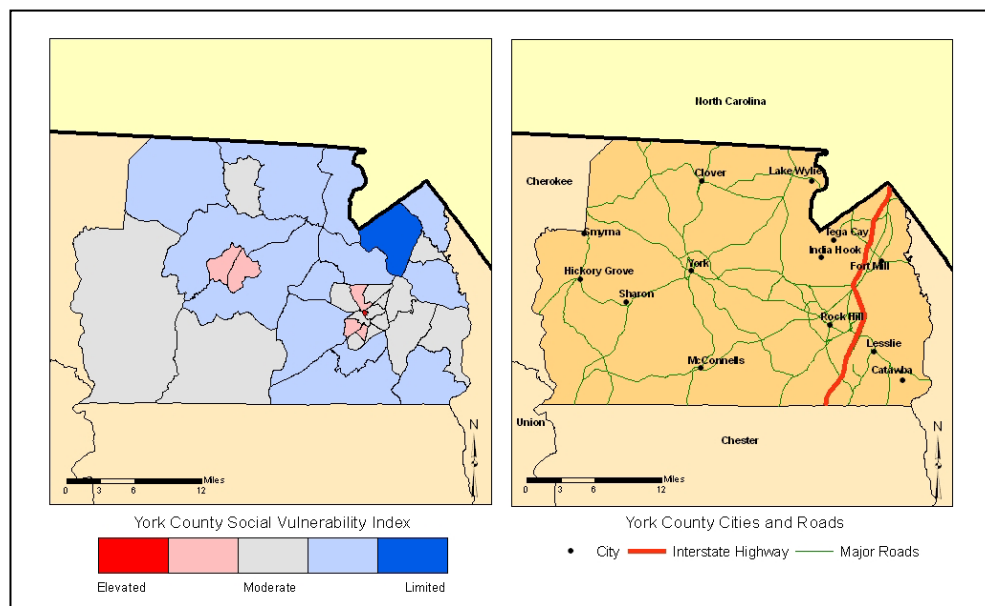 N
Miles
0 3 6 12
York County Social Vulnerability Index
Elevated Moderate Limited
North Carolina
Cherokee
Clover
Lake Wylie
Smyrna
Tega Cay
India Hook
Fort Mill
York
Hickory Grove
Sharon
Rock Hill
Lesslie
McConnells
Catawba
Union
Chester
N
Miles
0 3 6 12
York County Cities and Roads
City Interstate Highway Major Roads